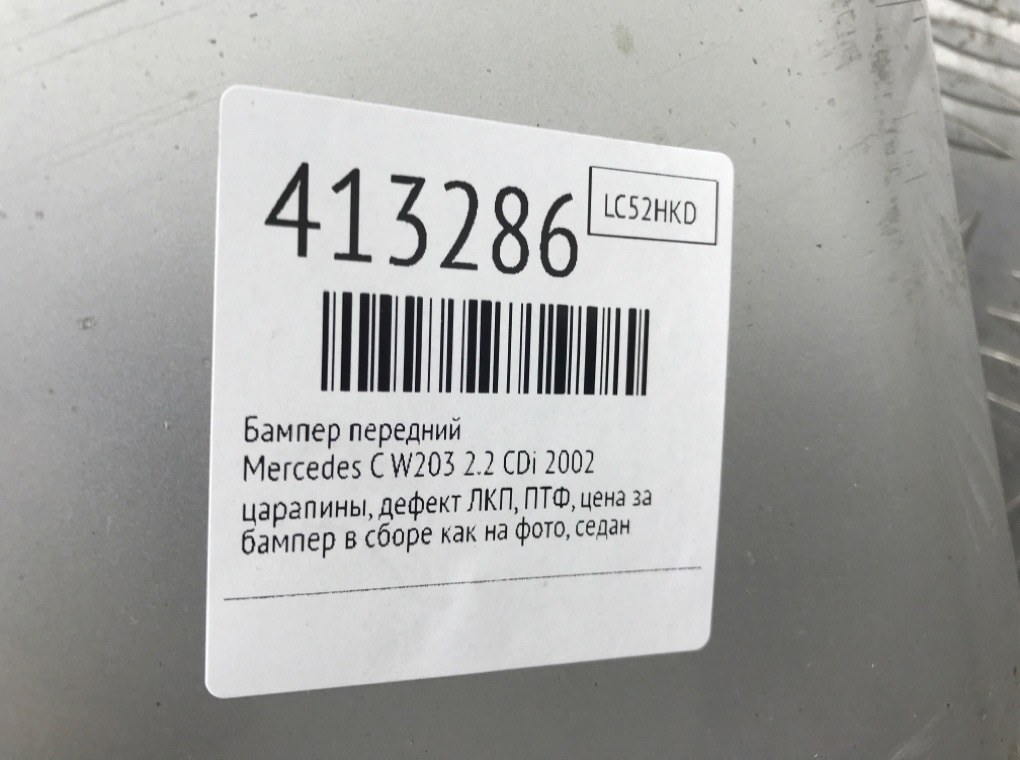 413286
LC52HKD
Бампер передний
Mercedes C W203 2.2 CDi 2002
царапины, дефект ЛКП, ПТФ, цена за
бампер в сборе как на фото, седан